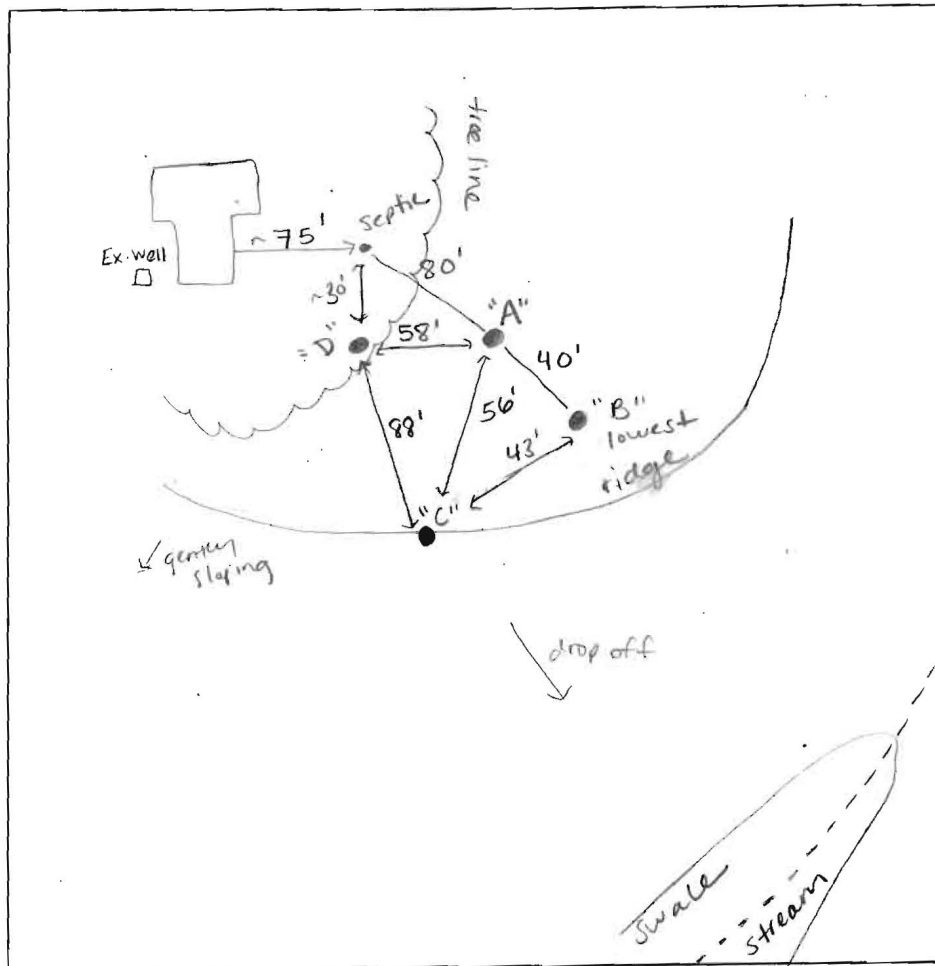 tree line
septic
~75'
Ex. well
80'
~30'
"A"
"D"
58'
40'
56'
88'
"B"
lowest
ridge
43'
"C"
gently
sloping
drop off
swale
stream